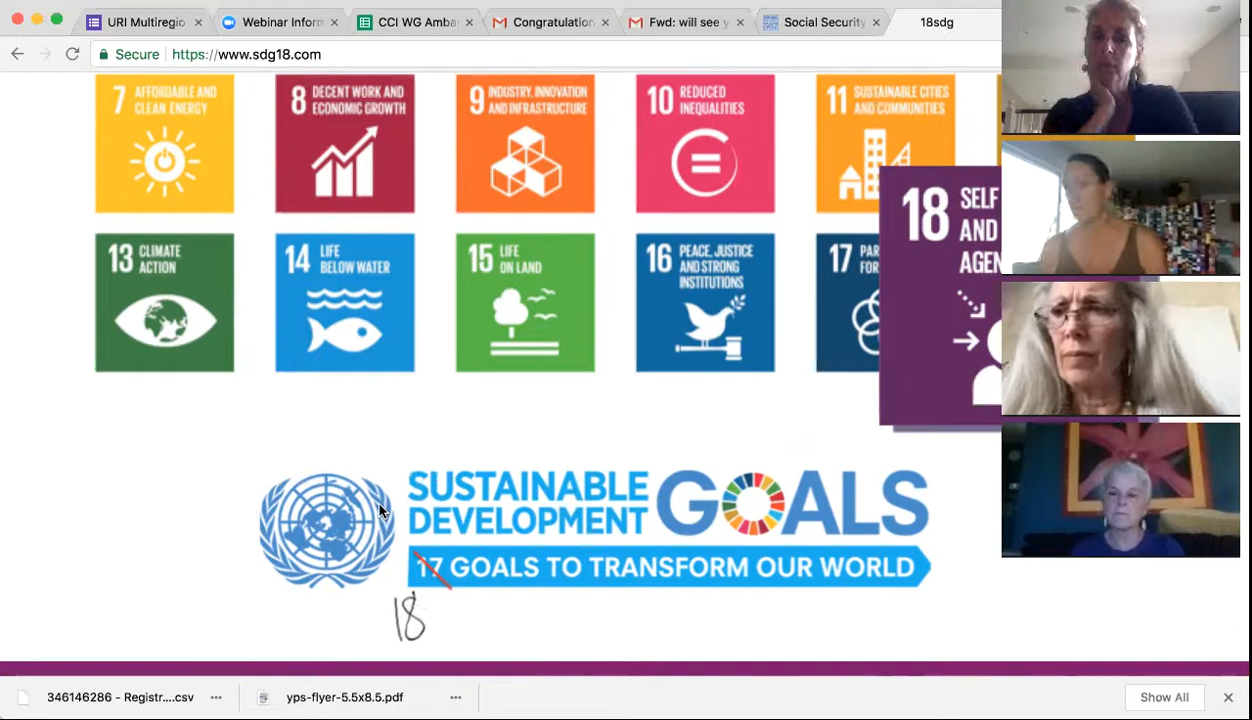 URI Multiregio
Webinar Inform
CCI WG Ambas
Congratulation
Fwd: will see y
Social Security
18sdg
Secure https://www.sdg18.com
7 AFFORDABLE AND
CLEAN ENERGY
8 DECENT WORK AND
ECONOMIC GROWTH
9 INDUSTRY, INNOVATION
AND INFRASTRUCTURE
10 REDUCED
INEQUALITIES
11 SUSTAINABLE CITIES
AND COMMUNITIES
13 CLIMATE
ACTION
14 LIFE
BELOW WATER
15 LIFE
ON LAND
16 PEACE, JUSTICE
AND STRONG
INSTITUTIONS
17 PAR
FOR
18 SELF
AND
AGEN
SUSTAINABLE
DEVELOPMENT
GOALS
17 GOALS TO TRANSFORM OUR WORLD
18
346146286 - Registr....csv
yps-flyer-5.5x8.5.pdf
Show All